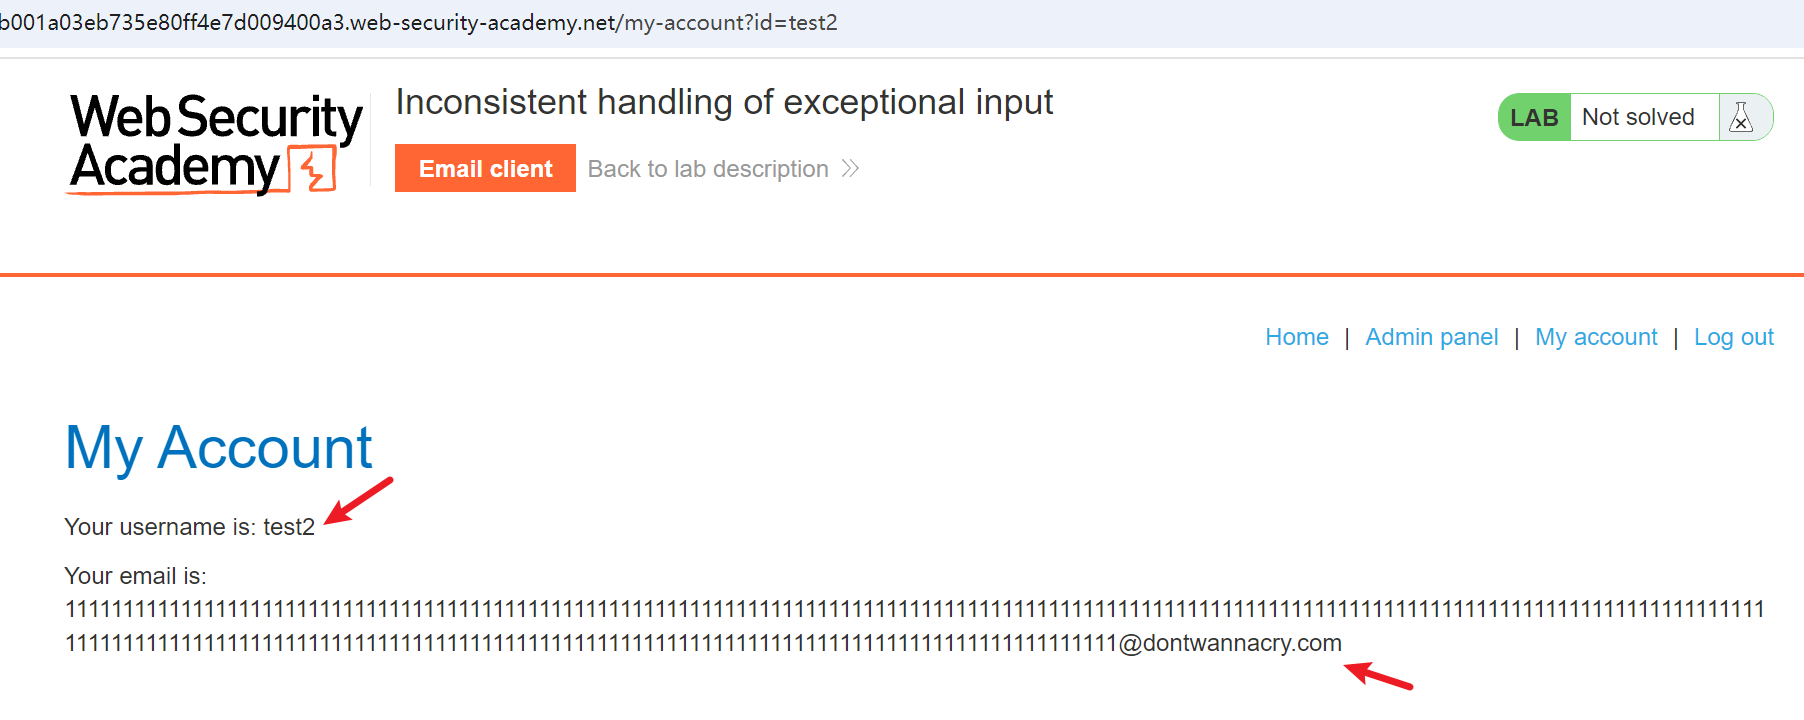 b001a03eb735e80ff4e7d009400a3.web-security-academy.net/my-account?id=test2
Web Security
Academy
Inconsistent handling of exceptional input
LAB Not solved
Email client Back to lab description
Home | Admin panel | My account | Log out
My Account
Your username is: test2
Your email is:
111111111111111111111111111111111111111111111111111111111111111111111111111111111111111111111111111111111111111111111111111111111111111111111111111
1111111111111111111111111111111111111111111111111111111111111111111111111111111111111111111@dontwannacry.com